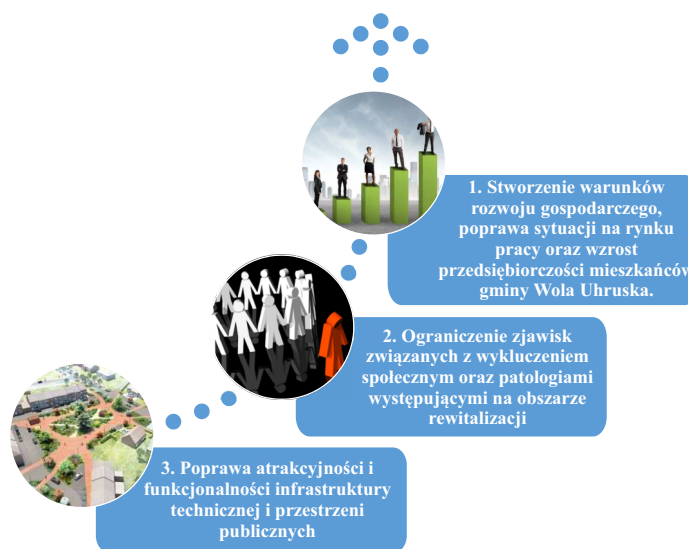 1. Stworzenie warunków
rozwoju gospodarczego,
poprawa sytuacji na rynku
pracy oraz wzrost
przedsiębiorczości mieszkańców
gminy Wola Uhruska.
2. Ograniczenie zjawisk
związanych z wykluczeniem
społecznym oraz patologiami
występującymi na obszarze
rewitalizacji
3. Poprawa atrakcyjności i
funkcjonalności infrastruktury
technicznej i przestrzeni
publicznych